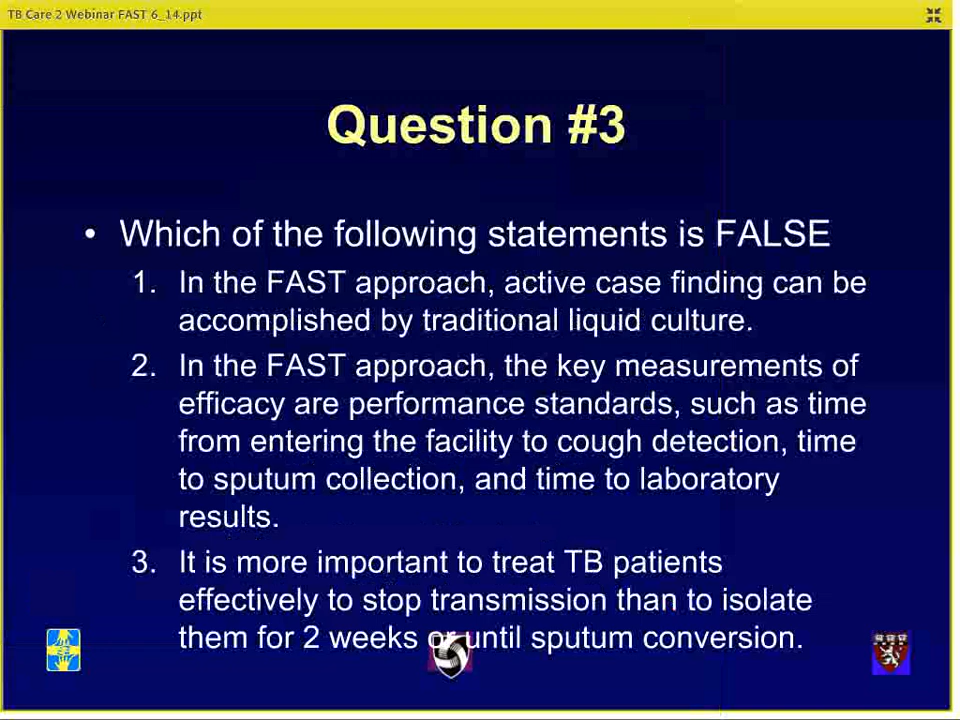 TB Care 2 Webinar FAST 6_14.ppt
Question #3
• Which of the following statements is FALSE
1. In the FAST approach, active case finding can be
accomplished by traditional liquid culture.
2. In the FAST approach, the key measurements of
efficacy are performance standards, such as time
from entering the facility to cough detection, time
to sputum collection, and time to laboratory
results.
3. It is more important to treat TB patients
effectively to stop transmission than to isolate
them for 2 weeks or until sputum conversion.